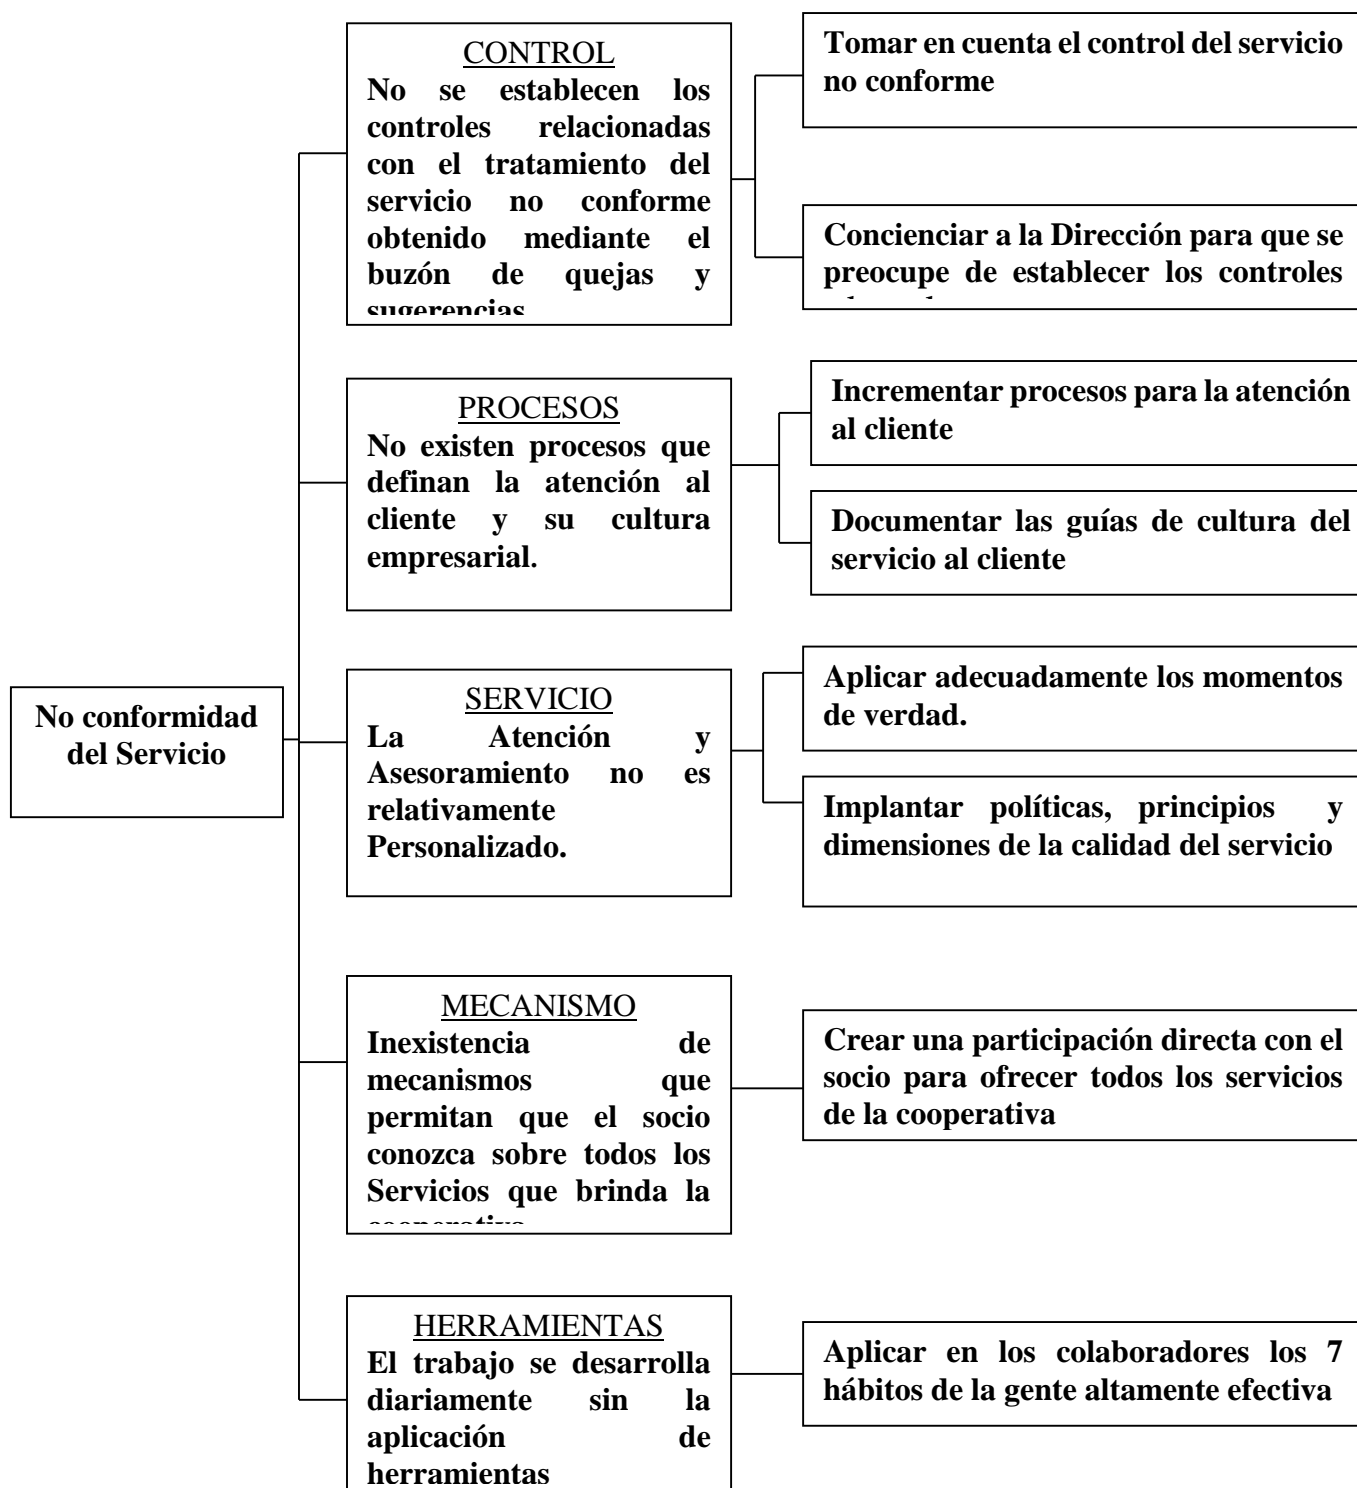 No conformidad
del Servicio
CONTROL
No se establecen los
controles relacionadas
con el tratamiento del
servicio no conforme
obtenido mediante el
buzón de quejas y
sugerencias
Tomar en cuenta el control del servicio
no conforme
Concienciar a la Dirección para que se
preocupe de establecer los controles
PROCESOS
No existen procesos que
definan la atención al
cliente y su cultura
empresarial.
Incrementar procesos para la atención
al cliente
Documentar las guías de cultura del
servicio al cliente
SERVICIO
La Atención y
Asesoramiento no es
relativamente
Personalizado.
Aplicar adecuadamente los momentos
de verdad.
Implantar políticas, principios y
dimensiones de la calidad del servicio
MECANISMO
Inexistencia de
mecanismos que
permitan que el socio
conozca sobre todos los
Servicios que brinda la
cooperativa
Crear una participación directa con el
socio para ofrecer todos los servicios
de la cooperativa
HERRAMIENTAS
El trabajo se desarrolla
diariamente sin la
aplicación de
herramientas
Aplicar en los colaboradores los 7
hábitos de la gente altamente efectiva